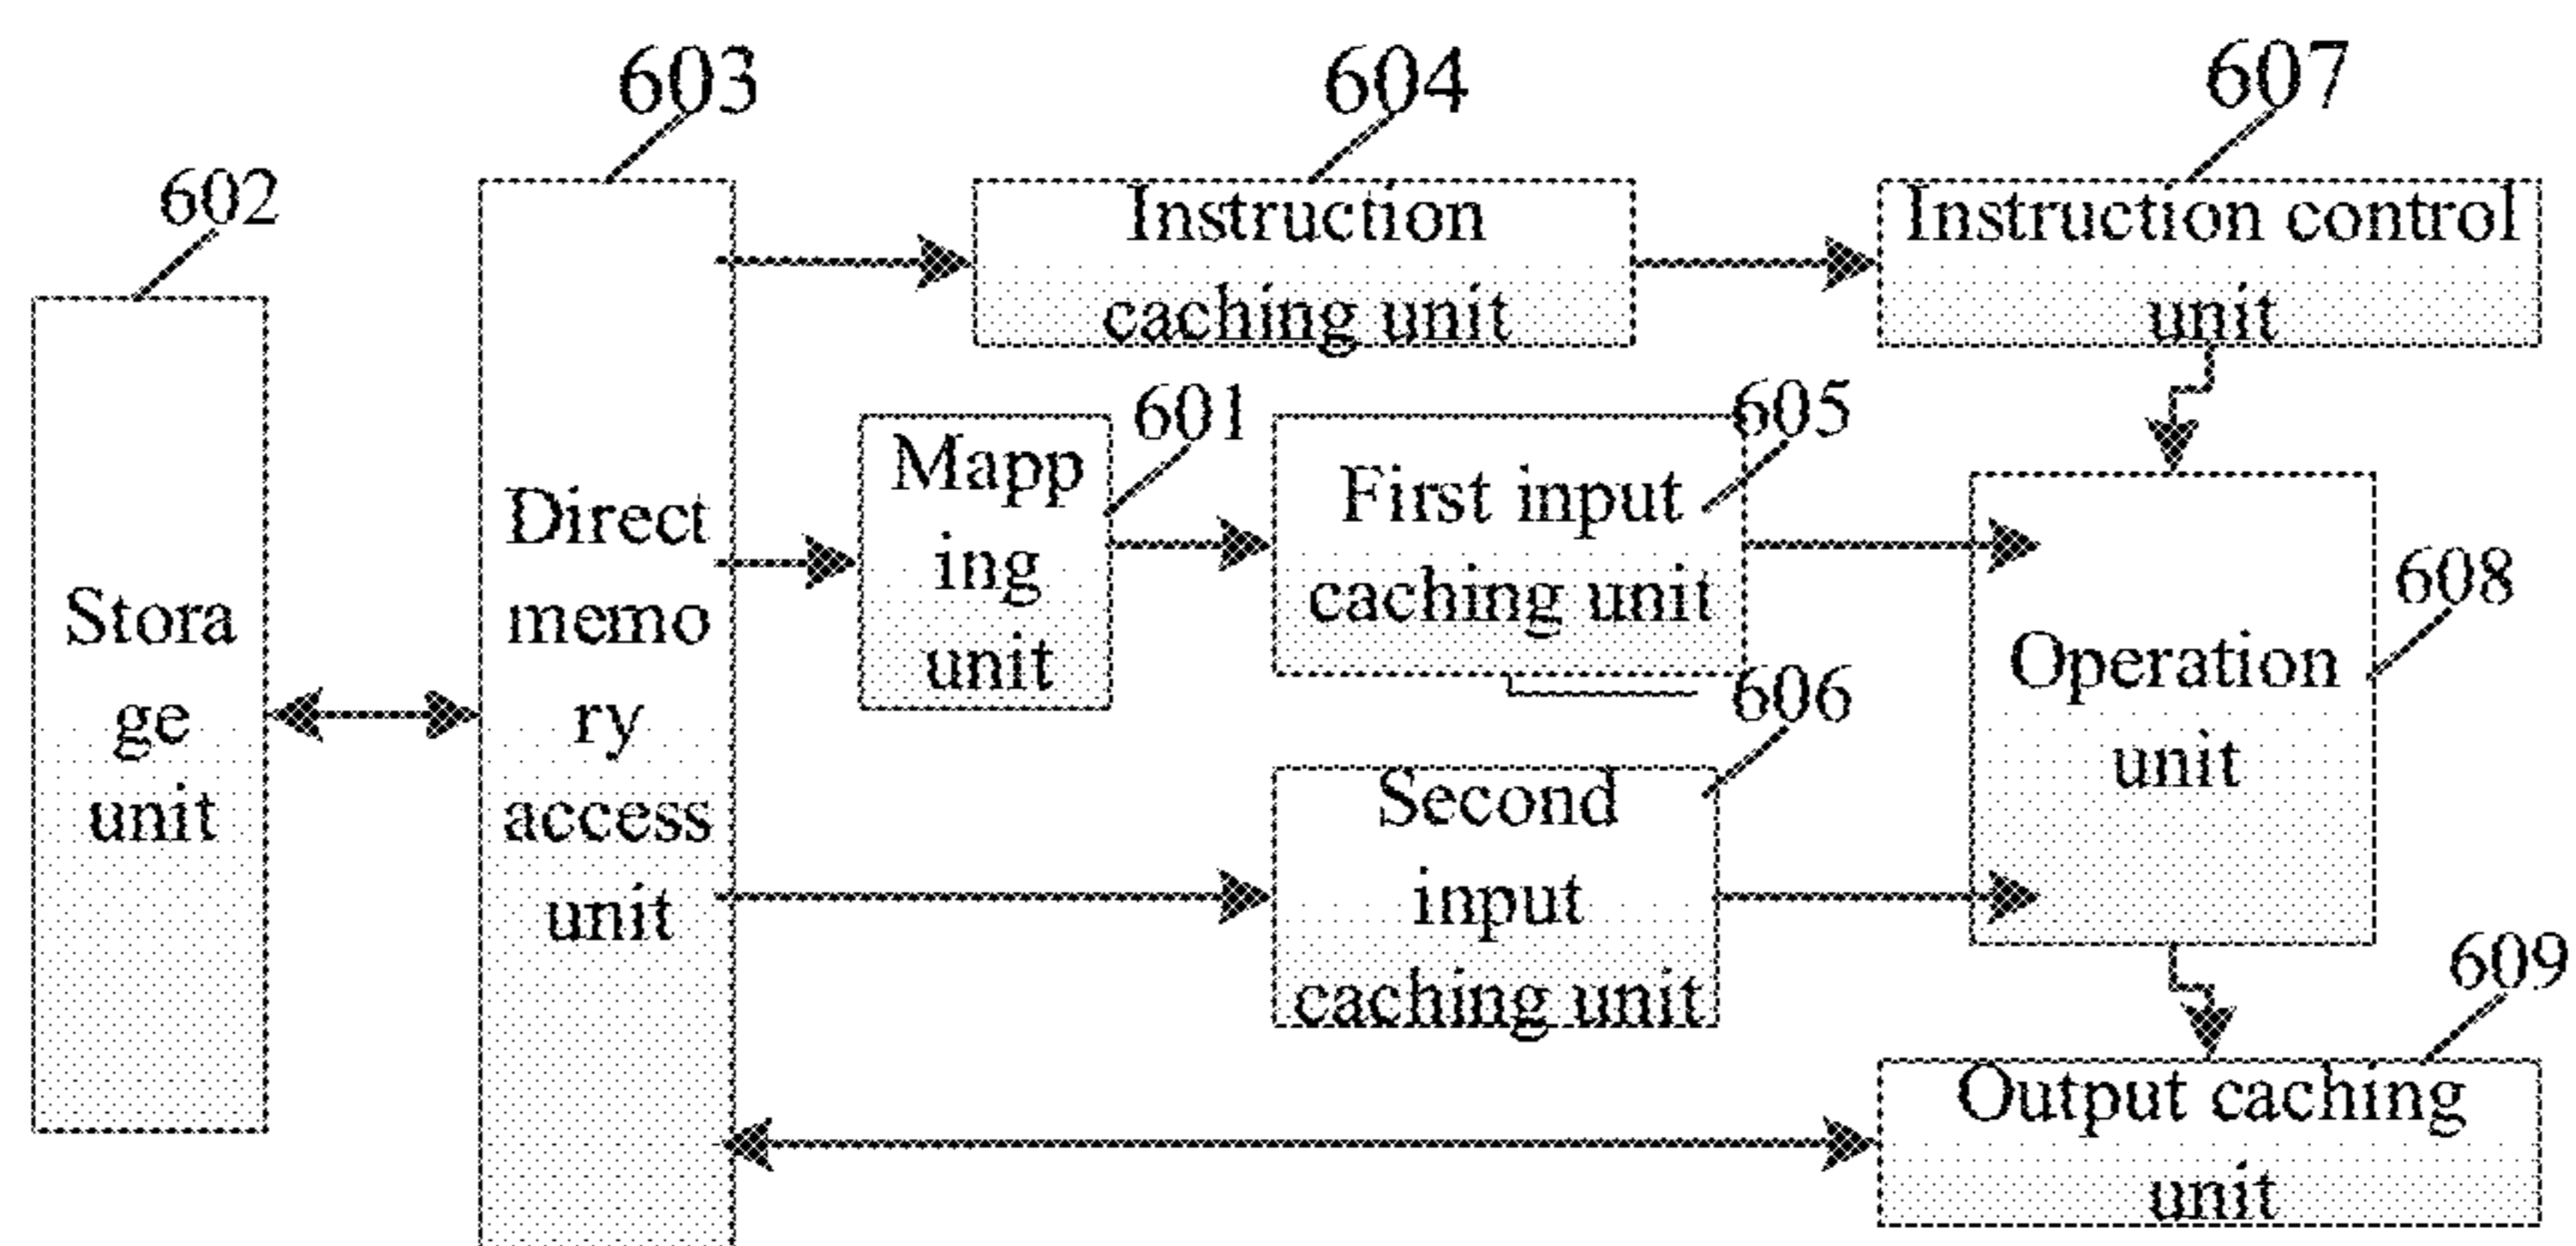 602
Stora
ge
unit
603
Direct
memo
ry
access
unit
604
Instruction
caching unit
607
Instruction control
unit
601
Mapp
ing
unit
605
First input
caching unit
606
Second
input
caching unit
608
Operation
unit
609
Output caching
unit